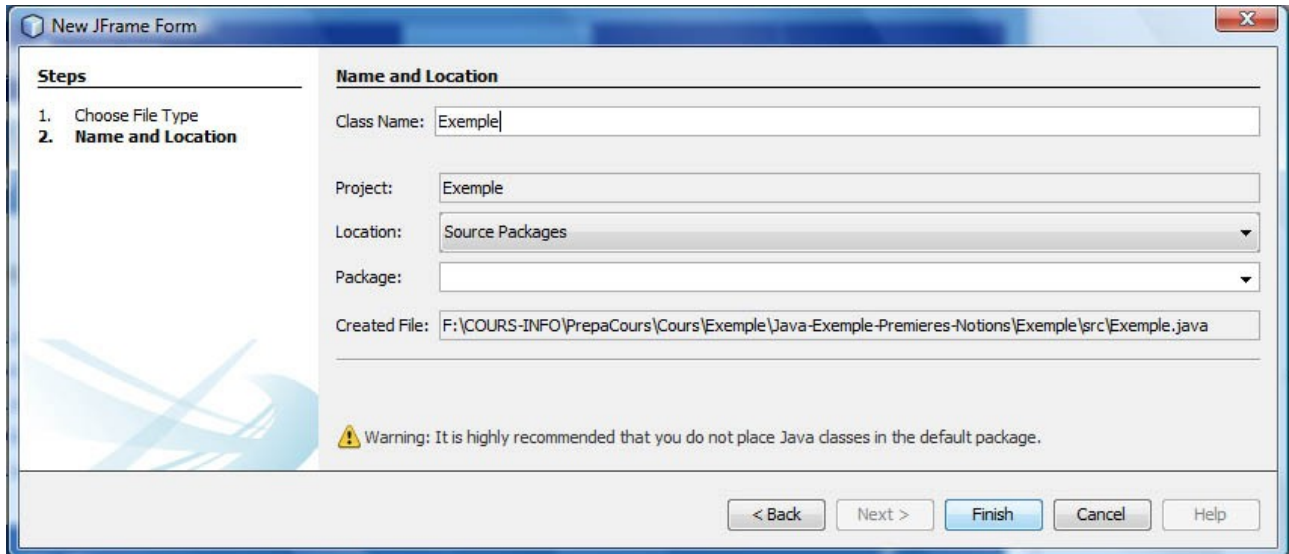 New JFrame Form
Steps
1. Choose File Type
2. Name and Location
Name and Location
Class Name: Exemple
Project: Exemple
Location: Source Packages
Package:
Created File: F:\COURS-INFO\PrepaCours\Cours\Exemple\Java-Exemple-Premieres-Notions\Exemple\src\Exemple.java
Warning: It is highly recommended that you do not place Java classes in the default package.
< Back Next > Finish Cancel Help